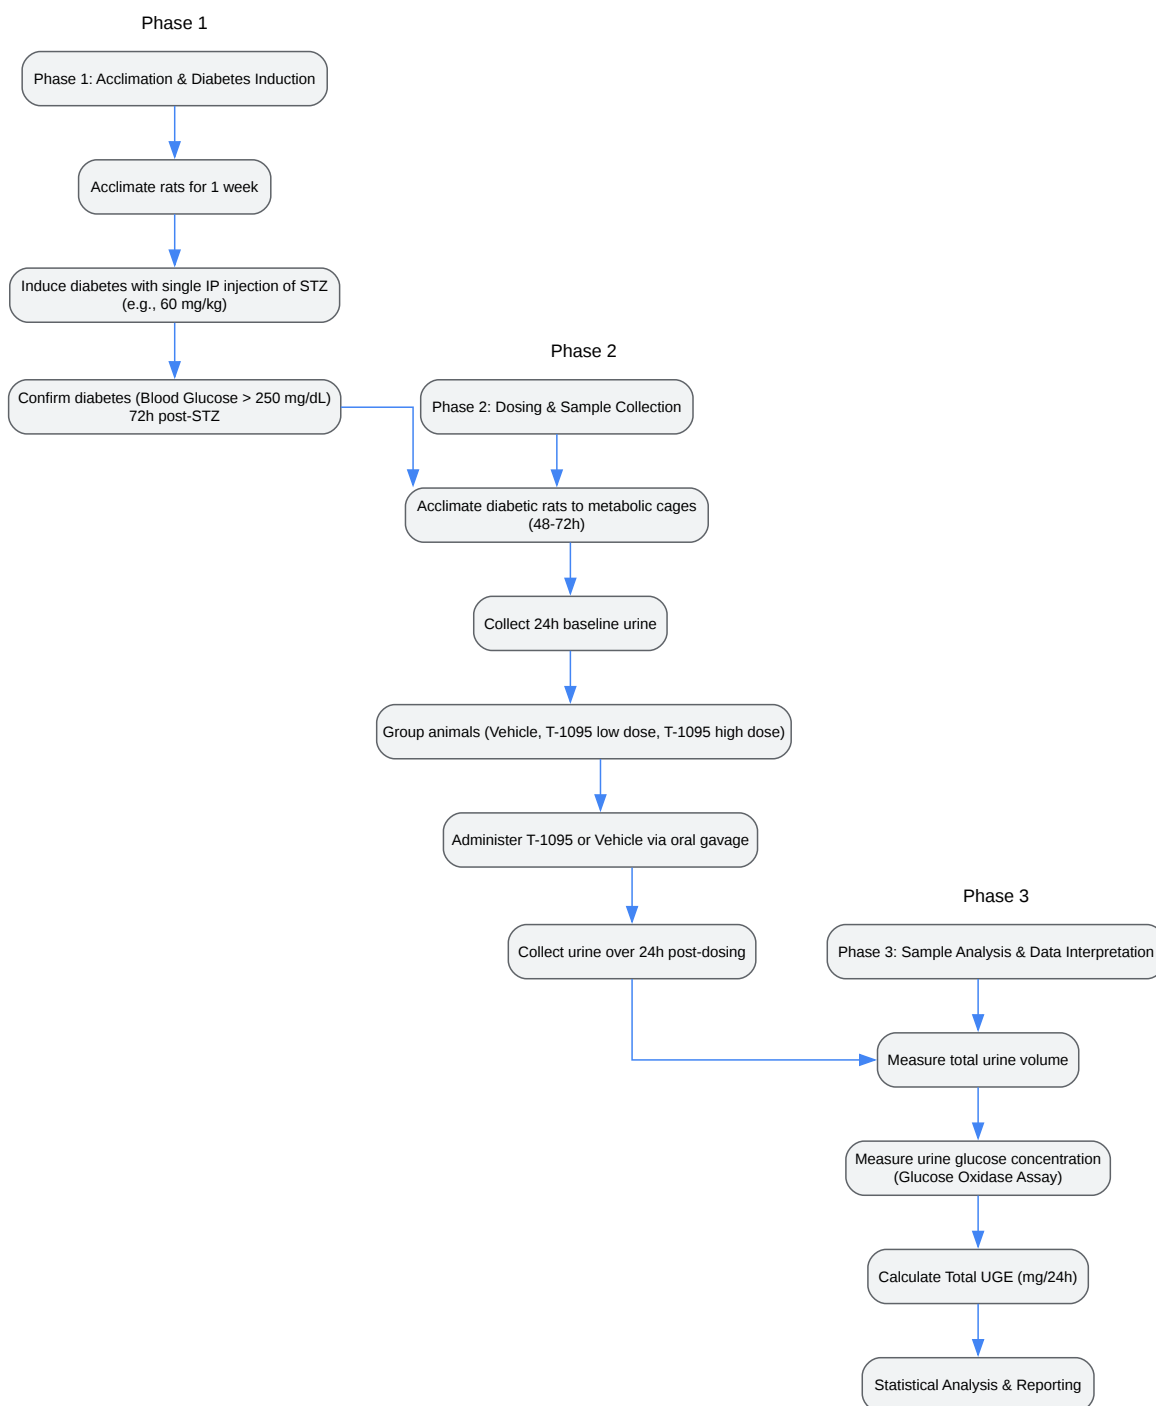 Phase 1
Phase 1: Acclimation & Diabetes Induction
Acclimate rats for 1 week
Induce diabetes with single IP injection of STZ
(e.g., 60 mg/kg)
Confirm diabetes (Blood Glucose > 250 mg/dL)
72h post-STZ
Phase 2
Phase 2: Dosing & Sample Collection
Acclimate diabetic rats to metabolic cages
(48-72h)
Collect 24h baseline urine
Group animals (Vehicle, T-1095 low dose, T-1095 high dose)
Administer T-1095 or Vehicle via oral gavage
Collect urine over 24h post-dosing
Phase 3
Phase 3: Sample Analysis & Data Interpretation
Measure total urine volume
Measure urine glucose concentration
(Glucose Oxidase Assay)
Calculate Total UGE (mg/24h)
Statistical Analysis & Reporting